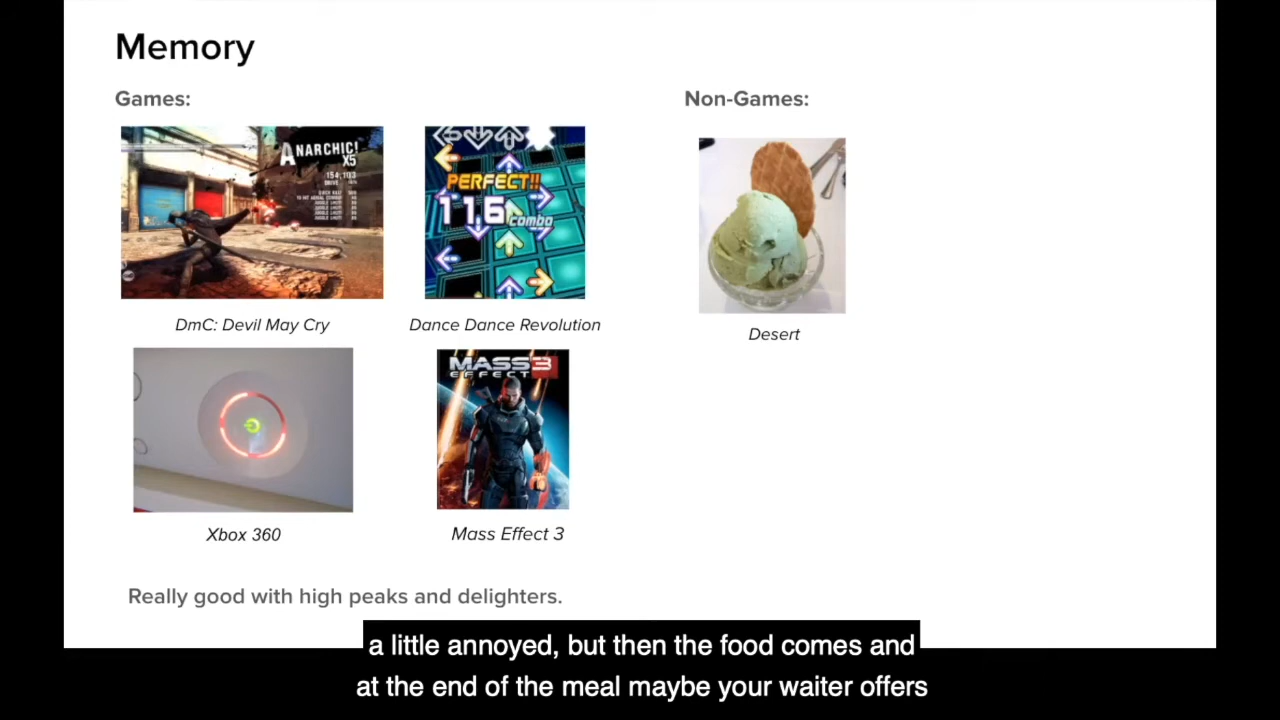 Memory
Games:
Non-Games:
ANARCHIC!
X5
154,103
PERFECT!!
116 combo
DmC: Devil May Cry
Dance Dance Revolution
Desert
MASS 3
EFFECT
Xbox 360
Mass Effect 3
Really good with high peaks and delighters.
a little annoyed, but then the food comes and
at the end of the meal maybe your waiter offers